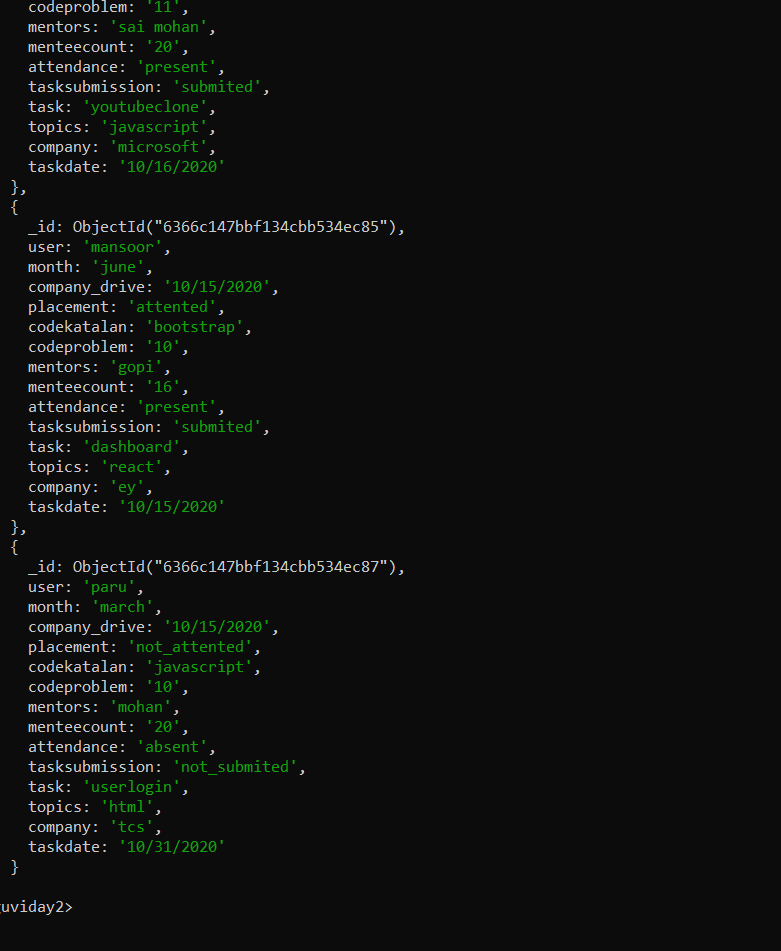 codeproblem: '11',
mentors: 'sai mohan',
menteecount: '20',
attendance: 'present',
tasksubmission: 'submited',
task: 'youtubeclone',
topics: 'javascript',
company: 'microsoft',
taskdate: '10/16/2020'
},
{
_id: ObjectId("6366c147bbf134cbb534ec85"),
user: 'mansoor',
month: 'june',
company_drive: '10/15/2020',
placement: 'attented',
codekatalan: 'bootstrap',
codeproblem: '10',
mentors: 'gopi',
menteecount: '16',
attendance: 'present',
tasksubmission: 'submited',
task: 'dashboard',
topics: 'react',
company: 'ey',
taskdate: '10/15/2020'
},
{
_id: ObjectId("6366c147bbf134cbb534ec87"),
user: 'paru',
month: 'march',
company_drive: '10/15/2020',
placement: 'not_attented',
codekatalan: 'javascript',
codeproblem: '10',
mentors: 'mohan',
menteecount: '20',
attendance: 'absent',
tasksubmission: 'not_submited',
task: 'userlogin',
topics: 'html',
company: 'tcs',
taskdate: '10/31/2020'
}
uviday2>